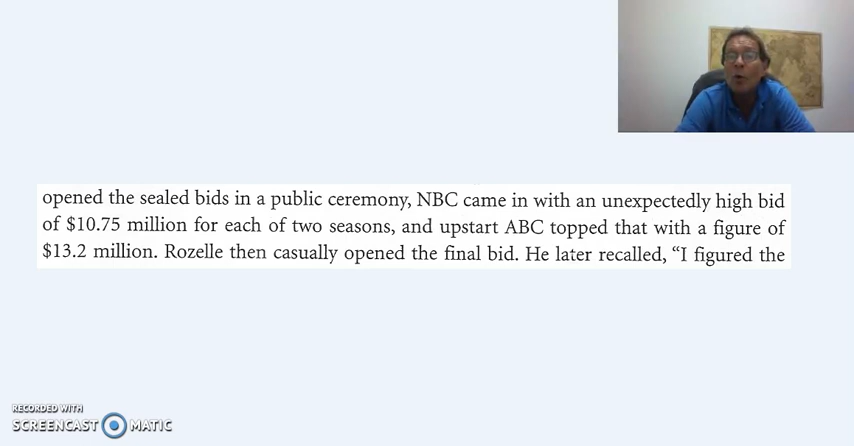 opened the sealed bids in a public ceremony, NBC came in with an unexpectedly high bid
of $10.75 million for each of two seasons, and upstart ABC topped that with a figure of
$13.2 million. Rozelle then casually opened the final bid. He later recalled, “I figured the
RECORDED WITH
SCREENCAST MATIC